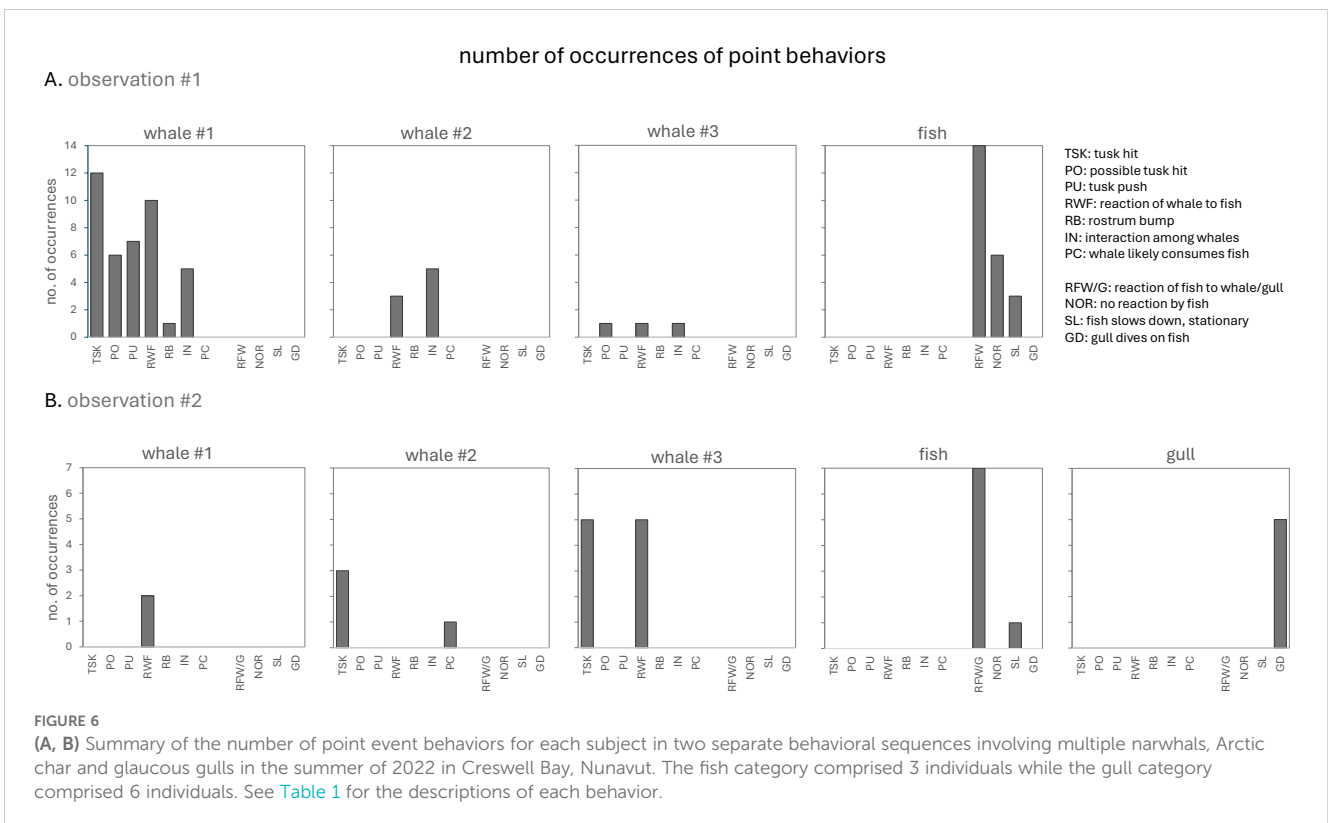 number of occurrences of point behaviors
A. observation #1
whale #1
whale #2
whale #3
fish
14
12
10
8
6
4
2
0
no. of occurrences
TSK PO PU RWF RB IN PC RFW NOR SL GD
TSK PO PU RWF RB IN PC RFW NOR SL GD
TSK PO PU RWF RB IN PC RFW NOR SL GD
TSK PO PU RWF RB IN PC RFW NOR SL GD
TSK: tusk hit
PO: possible tusk hit
PU: tusk push
RWF: reaction of whale to fish
RB: rostrum bump
IN: interaction among whales
PC: whale likely consumes fish
RFW/G: reaction of fish to whale/gull
NOR: no reaction by fish
SL: fish slows down, stationary
GD: gull dives on fish
B. observation #2
whale #1
whale #2
whale #3
fish
gull
7
6
5
4
3
2
1
0
no. of occurrences
TSK PO PU RWF RB IN PC RFW/G NOR SL GD
TSK PO PU RWF RB IN PC RFW/G NOR SL GD
TSK PO PU RWF RB IN PC RFW/G NOR SL GD
TSK PO PU RWF RB IN PC RFW/G NOR SL GD
TSK PO PU RWF RB IN PC RFW/G NOR SL GD
FIGURE 6
(A, B) Summary of the number of point event behaviors for each subject in two separate behavioral sequences involving multiple narwhals, Arctic
char and glaucous gulls in the summer of 2022 in Creswell Bay, Nunavut. The fish category comprised 3 individuals while the gull category
comprised 6 individuals. See Table 1 for the descriptions of each behavior.